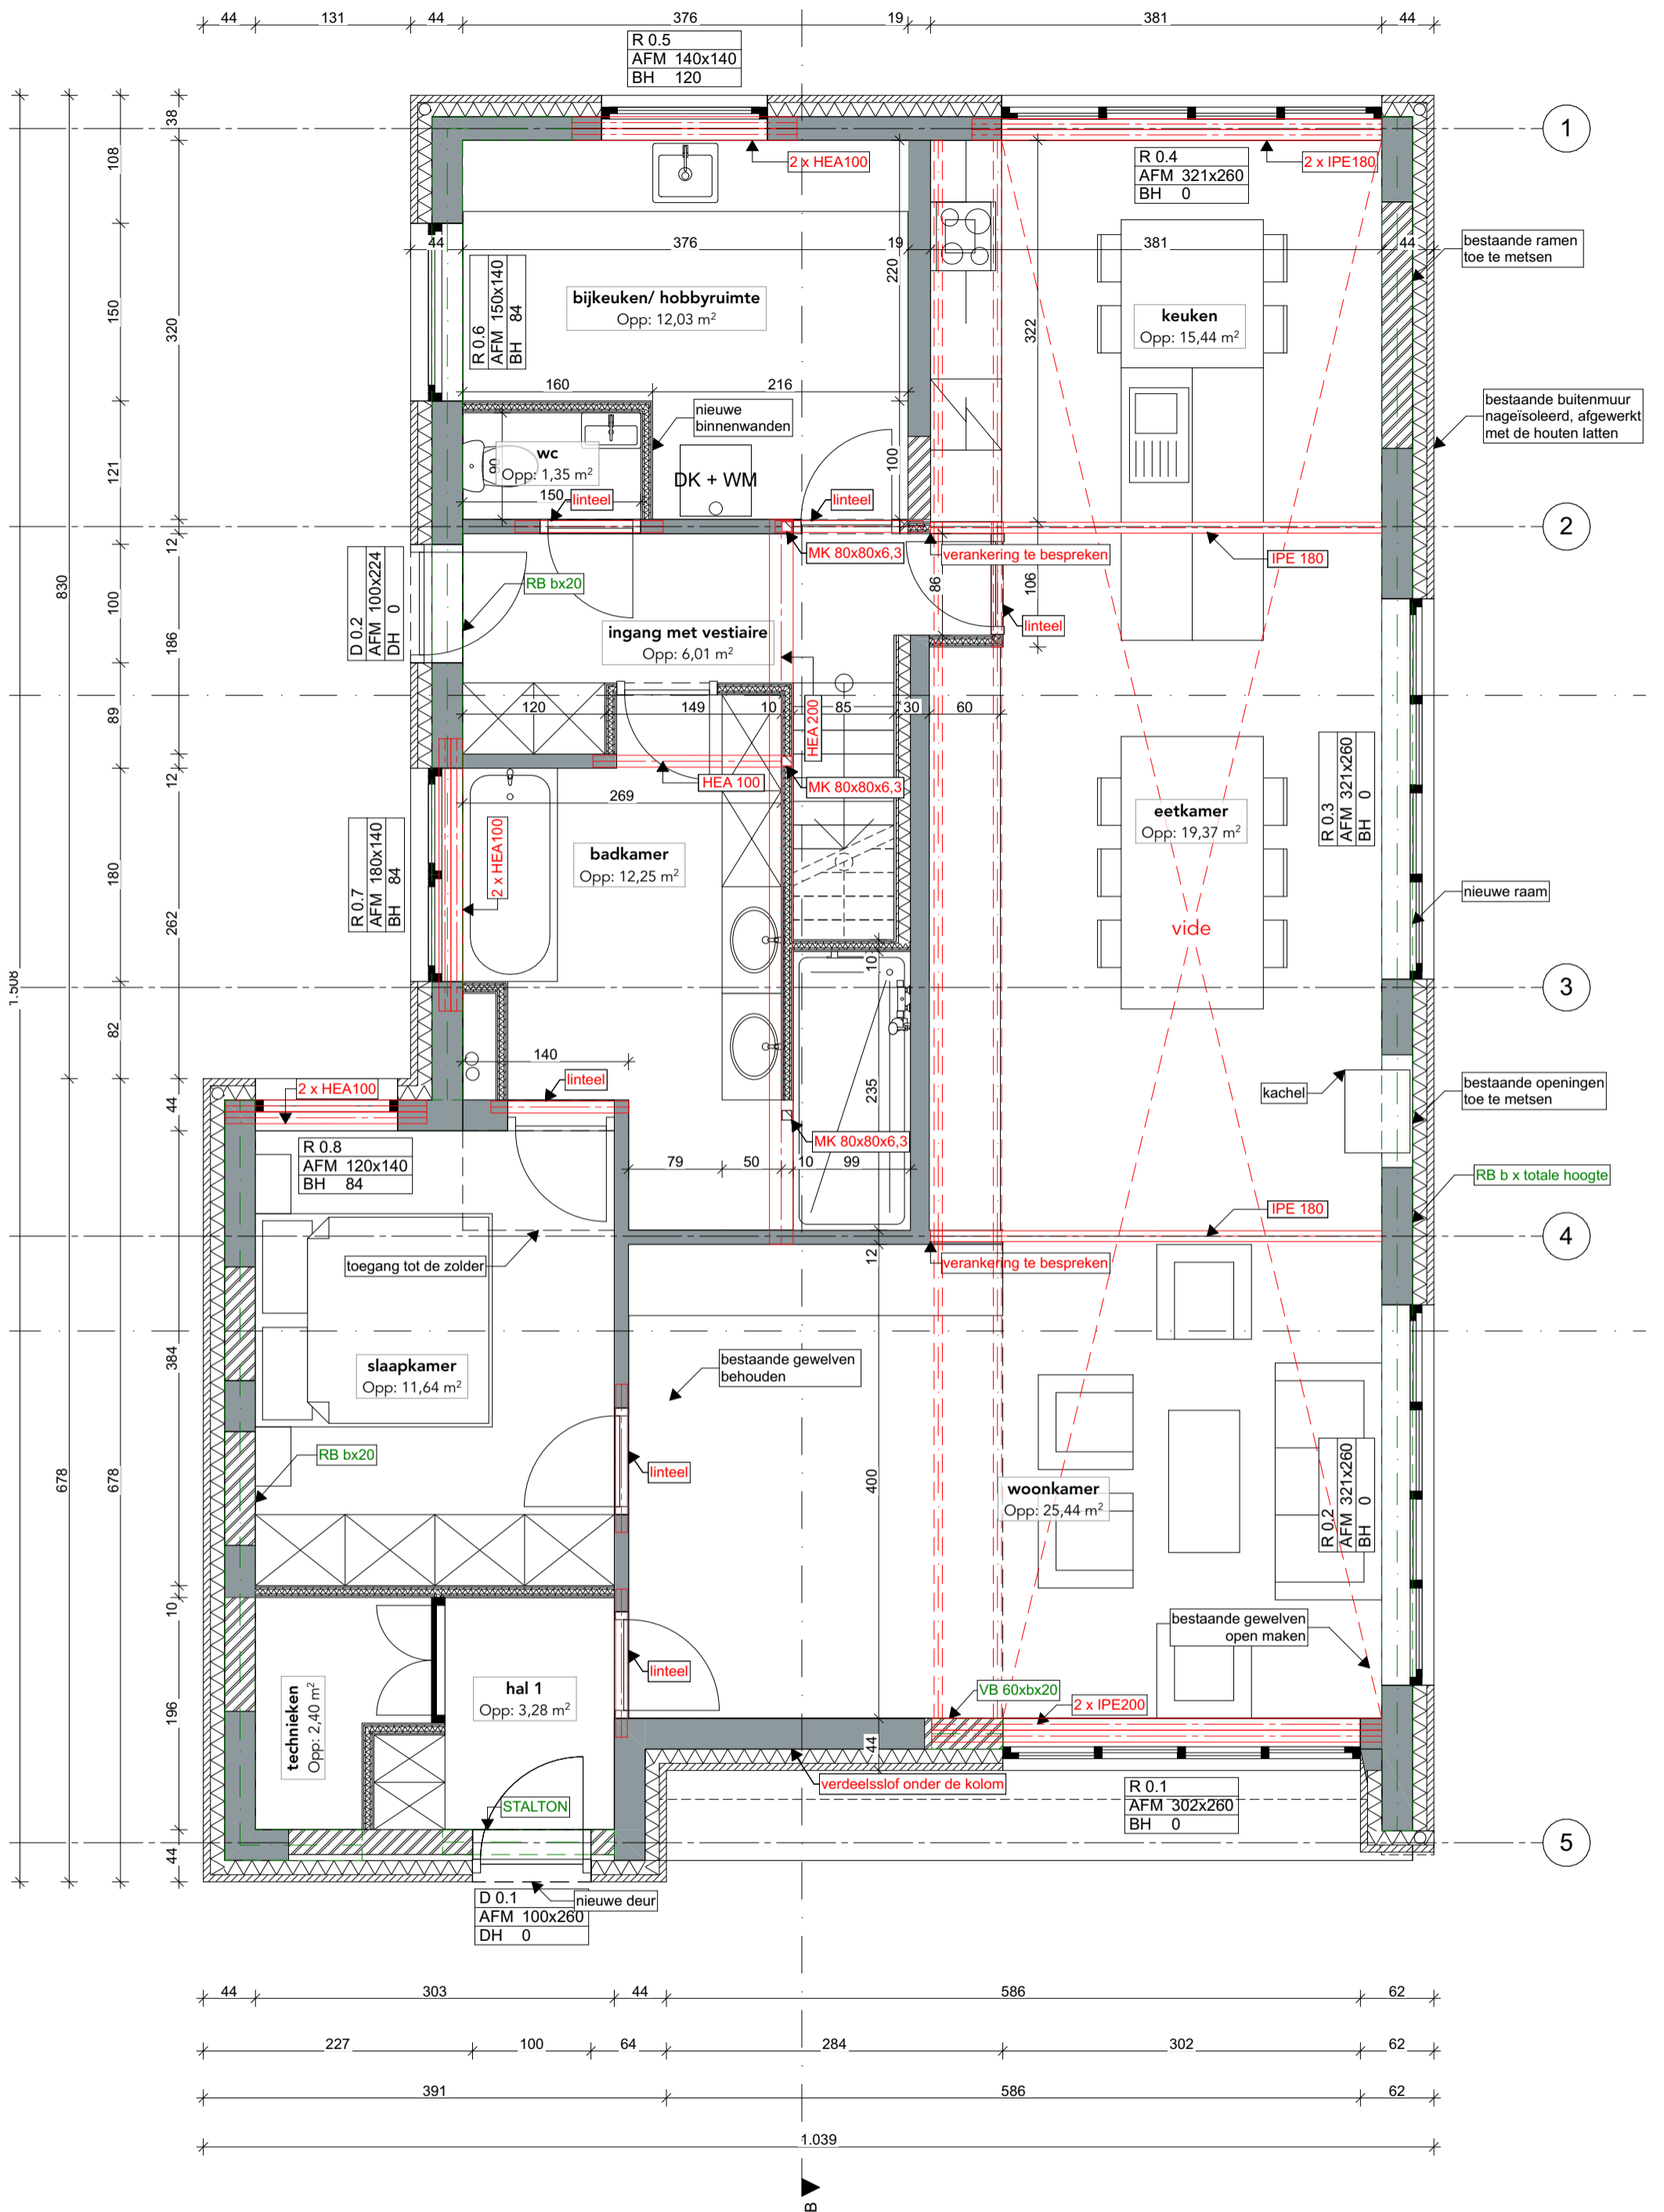 44 131 44 376 19 381 44
R 0.5
AFM 140x140
BH 120
1
38
108
2 x HEA100
R 0.4
AFM 321x260
BH 0
2 x IPE180
44 376 19 381 44
220
bestaande ramen
toe te metsen
R 0.6
AFM 150x140
BH 84
bijkeuken/ hobbyruimte
Opp: 12,03 m²
keuken
Opp: 15,44 m²
150
320
322
160 216
nieuwe
binnenwanden
bestaande buitenmuur
nageïsoleerd, afgewerkt
met de houten latten
wc
Opp: 1,35 m²
90
150
linteel
DK + WM
100
linteel
121
2
12
MK 80x80x6,3
verankering te bespreken
IPE 180
830
D 0.2
AFM 100x224
DH 0
RB bx20
100
86
106
linteel
ingang met vestiaire
Opp: 6,01 m²
186
120 149 10 85 30 60
HEA 200
89
12
HEA 100
MK 80x80x6,3
269
R 0.3
AFM 321x260
BH 0
eetkamer
Opp: 19,37 m²
R 0.7
AFM 180x140
BH 84
2 x HEA100
badkamer
Opp: 12,25 m²
180
nieuwe raam
vide
262
10
1.508
3
82
140
linteel
2 x HEA100
kachel
bestaande openingen
toe te metsen
44
235
MK 80x80x6,3
R 0.8
AFM 120x140
BH 84
79 50 10 99
RB b x totale hoogte
IPE 180
4
toegang tot de zolder
12
verankering te bespreken
384
slaapkamer
Opp: 11,64 m²
bestaande gewelven
behouden
RB bx20
linteel
678
678
400
woonkamer
Opp: 25,44 m²
R 0.2
AFM 321x260
BH 0
10
bestaande gewelven
open maken
linteel
technieken
Opp: 2,40 m²
hal 1
Opp: 3,28 m²
VB 60xbx20
2 x IPE200
196
44
verdeelsslof onder de kolom
STALTON
R 0.1
AFM 302x260
BH 0
5
44
D 0.1
AFM 100x260
DH 0
nieuwe deur
44 303 44 586 62
227 100 64 284 302 62
391 586 62
1.039
B